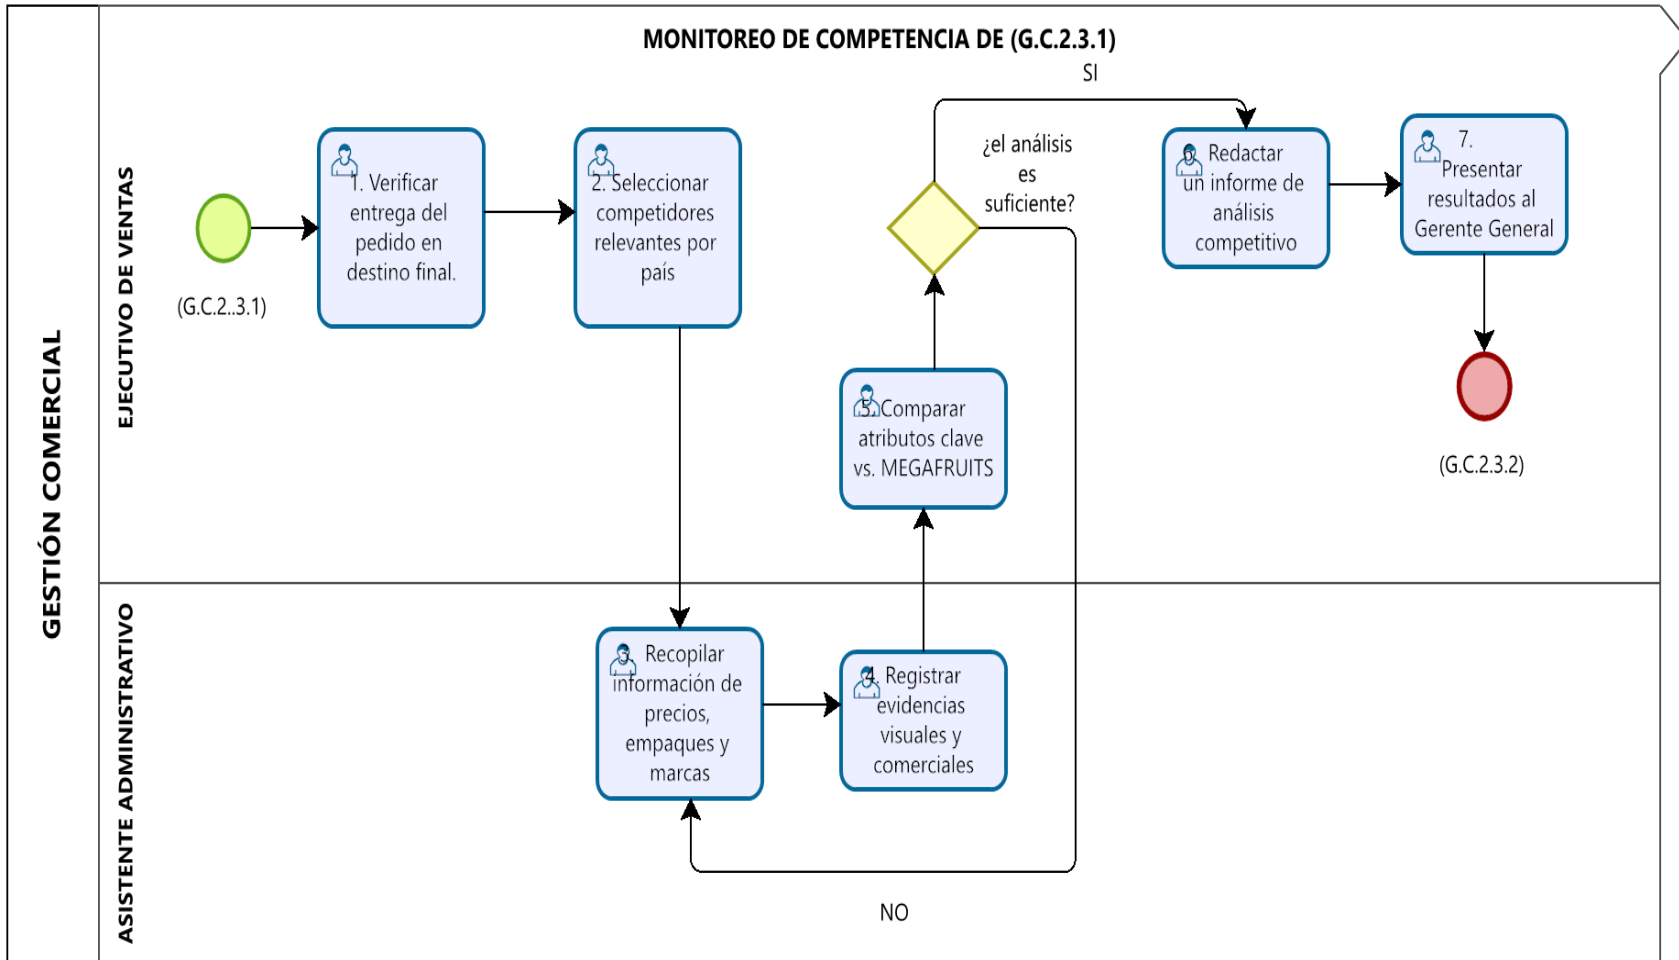 MONITOREO DE COMPETENCIA DE (G.C.2.3.1)
GESTIÓN COMERCIAL
EJECUTIVO DE VENTAS
(G.C.2..3.1)
1. Verificar
entrega del
pedido en
destino final.
2. Seleccionar
competidores
relevantes por
país
SI
¿el análisis
es
suficiente?
6. Redactar
un informe de
análisis
competitivo
7.
Presentar
resultados al
Gerente General
5. Comparar
atributos clave
vs. MEGAFRUITS
(G.C.2.3.2)
ASISTENTE ADMINISTRATIVO
3. Recopilar
información de
precios,
empaques y
marcas
4. Registrar
evidencias
visuales y
comerciales
NO